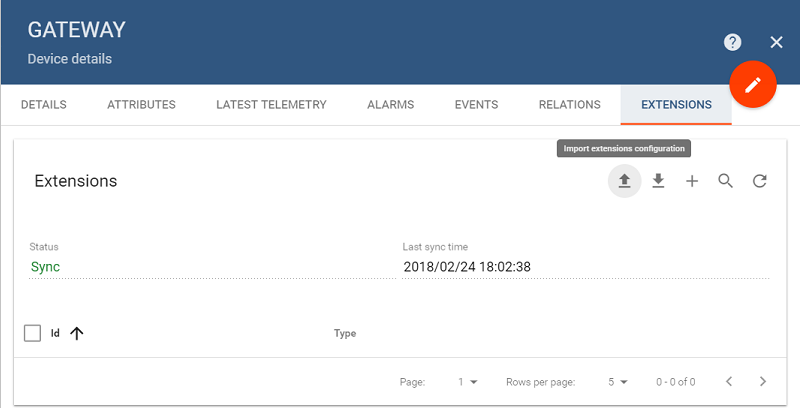 GATEWAY
Device details
DETAILS ATTRIBUTES LATEST TELEMETRY ALARMS EVENTS RELATIONS EXTENSIONS
Import extensions configuration
Extensions
Status Last sync time
Sync 2018/02/24 18:02:38
Id Type
Page: 1 Rows per page: 5 0 - 0 of 0